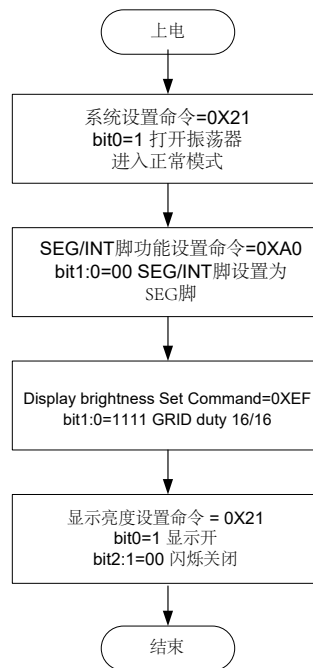 上电
系统设置命令=0X21
bit0=1 打开振荡器
进入正常模式
SEG/INT脚功能设置命令=0XA0
bit1:0=00 SEG/INT脚设置为
SEG脚
Display brightness Set Command=0XEF
bit1:0=1111 GRID duty 16/16
显示亮度设置命令 = 0X21
bit0=1 显示开
bit2:1=00 闪烁关闭
结束